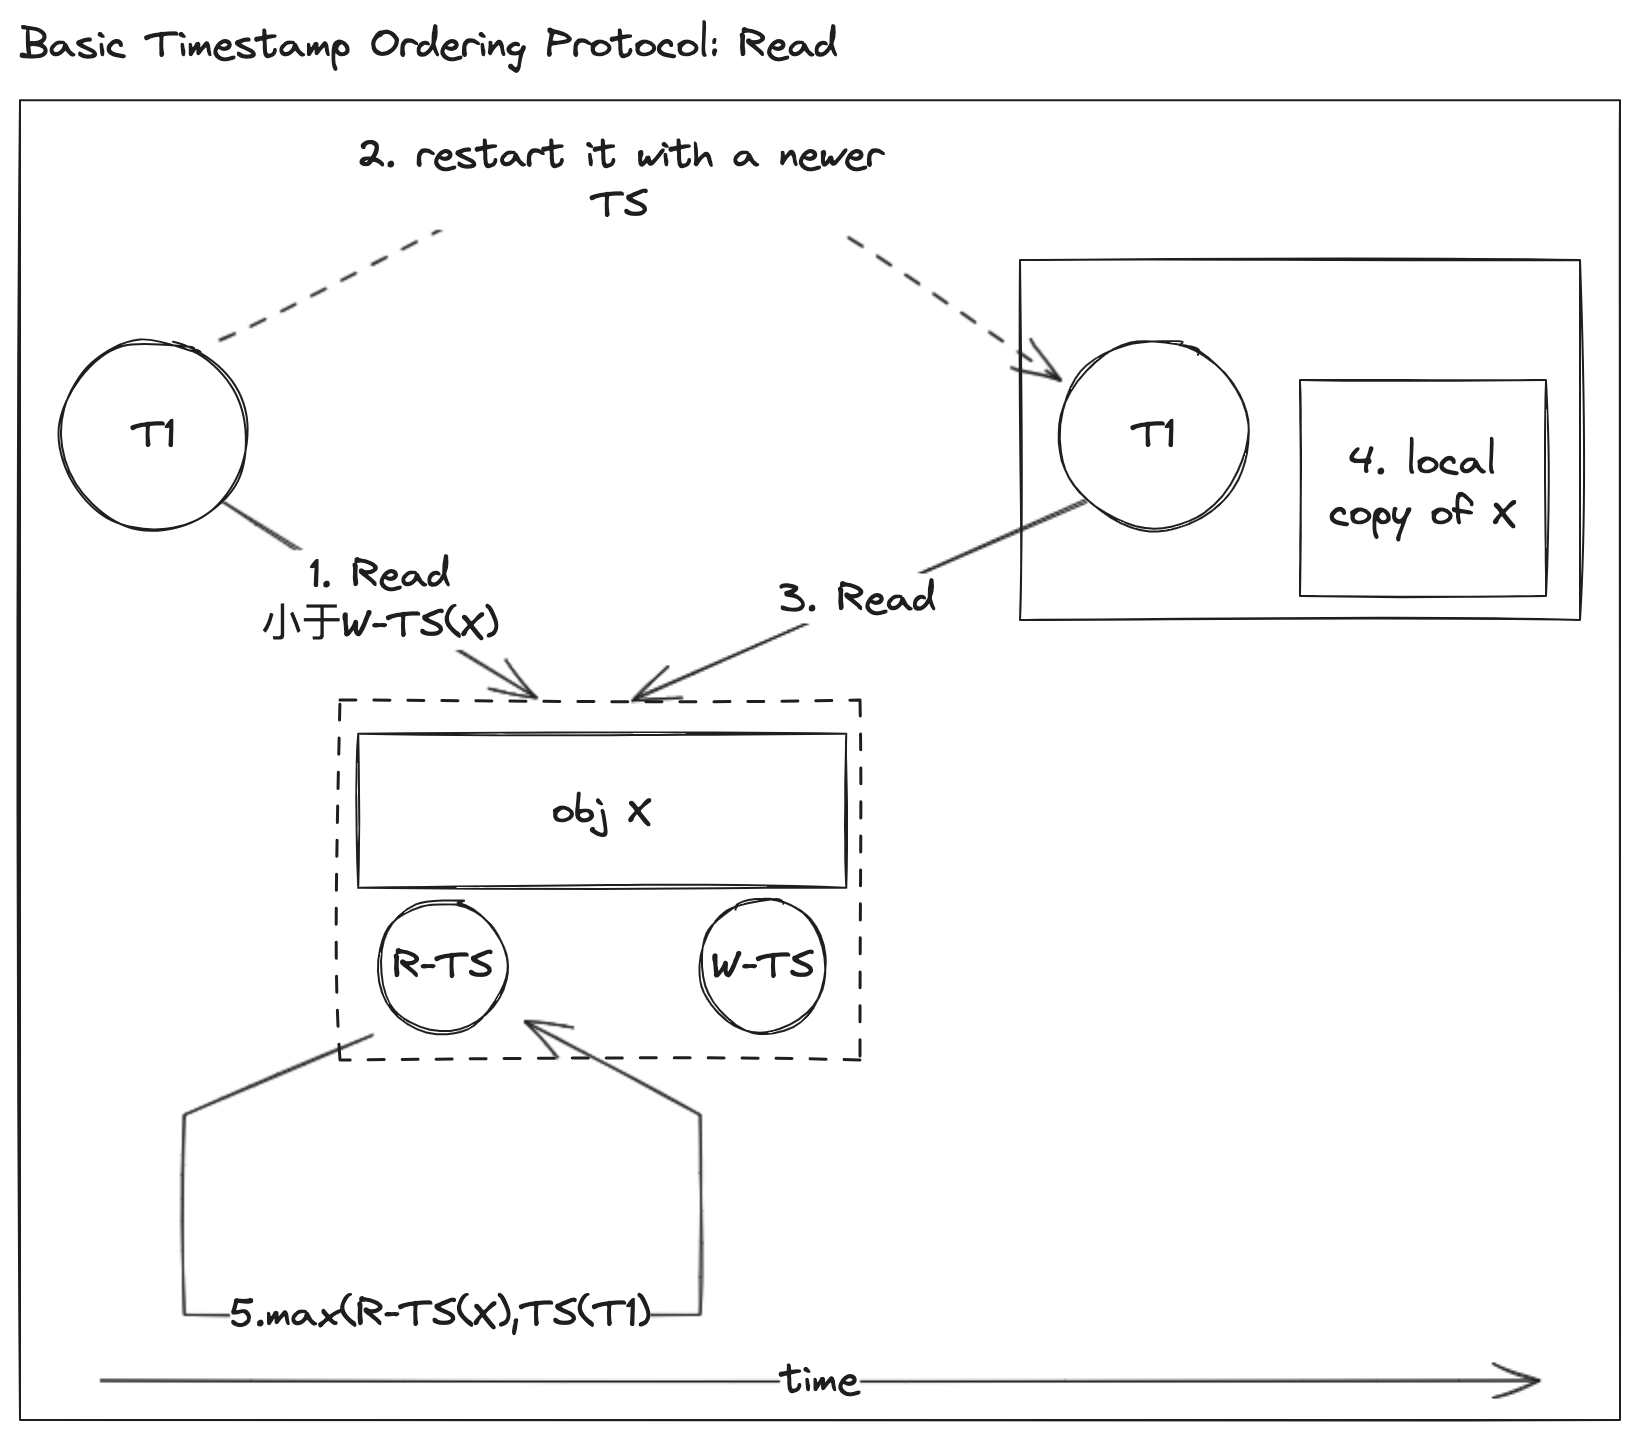 Basic Timestamp Ordering Protocol: Read
2. restart it with a newer
TS
T1
T1
4. local
copy of X
1. Read
小于W-TS(X)
3. Read
obj X
R-TS
W-TS
5.max(R-TS(X),TS(T1)
time